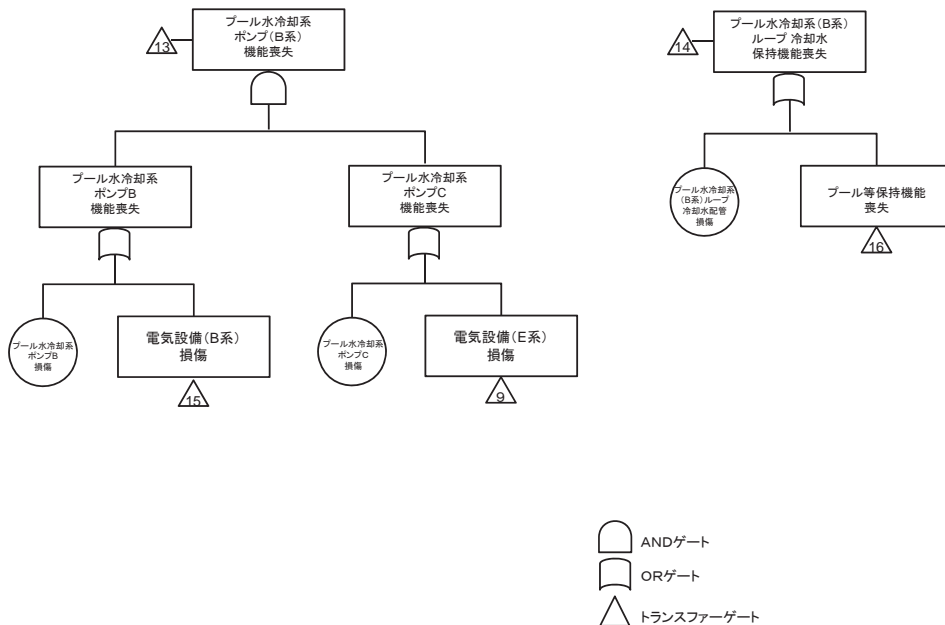 13
プール水冷却系
ポンプ(B系)
機能喪失
プール水冷却系
ポンプB
機能喪失
プール水冷却系
ポンプC
機能喪失
プール水冷却系
ポンプB
損傷
電気設備(B系)
損傷
15
プール水冷却系
ポンプC
損傷
電気設備(E系)
損傷
9
14
プール水冷却系(B系)
ループ 冷却水
保持機能喪失
プール水冷却系
(B系)ループ
冷却水配管
損傷
プール等保持機能
喪失
16
ANDゲート
ORゲート
トランスファーゲート